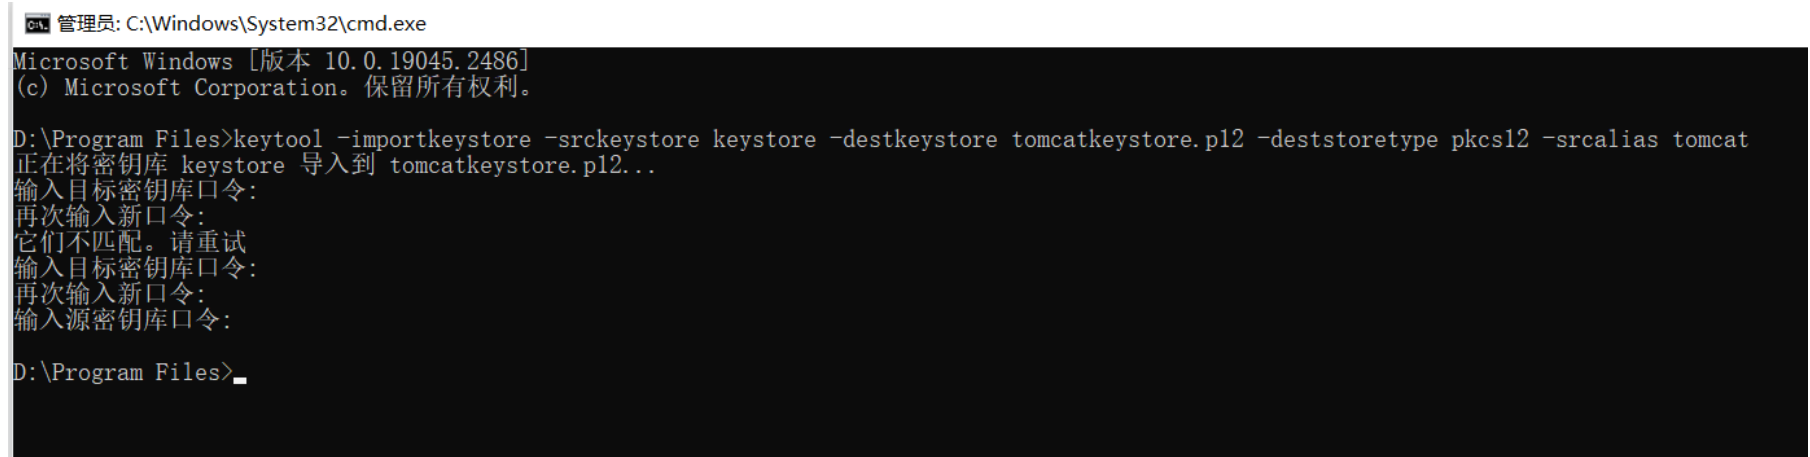 管理员: C:\Windows\System32\cmd.exe
Microsoft Windows [版本 10.0.19045.2486]
(c) Microsoft Corporation。保留所有权利。
D:\Program Files>keytool -importkeystore -srckeystore keystore -destkeystore tomcatkeystore.p12 -deststoretype pkcs12 -srcalias tomcat
正在将密钥库 keystore 导入到 tomcatkeystore.p12...
输入目标密钥库口令:
再次输入新口令:
它们不匹配。请重试
输入目标密钥库口令:
再次输入新口令:
输入源密钥库口令:
D:\Program Files>